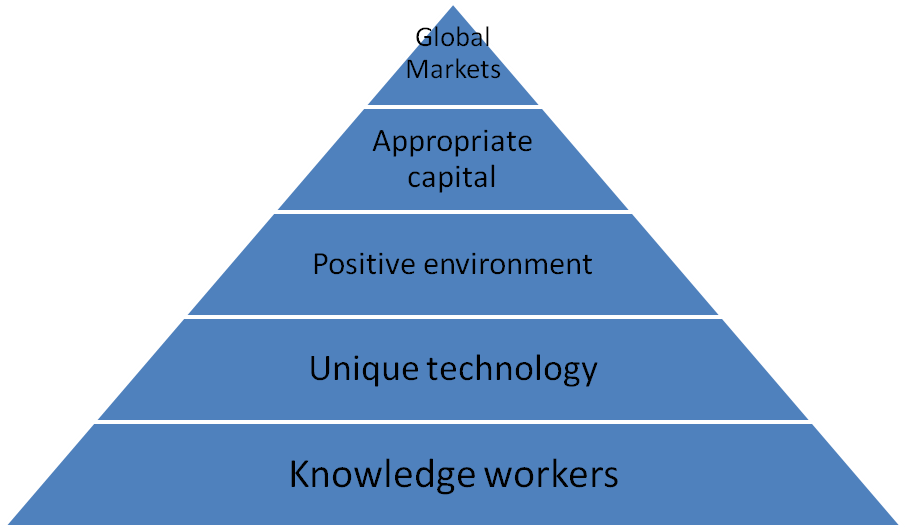 Global
Markets
Appropriate
capital
Positive environment
Unique technology
Knowledge workers